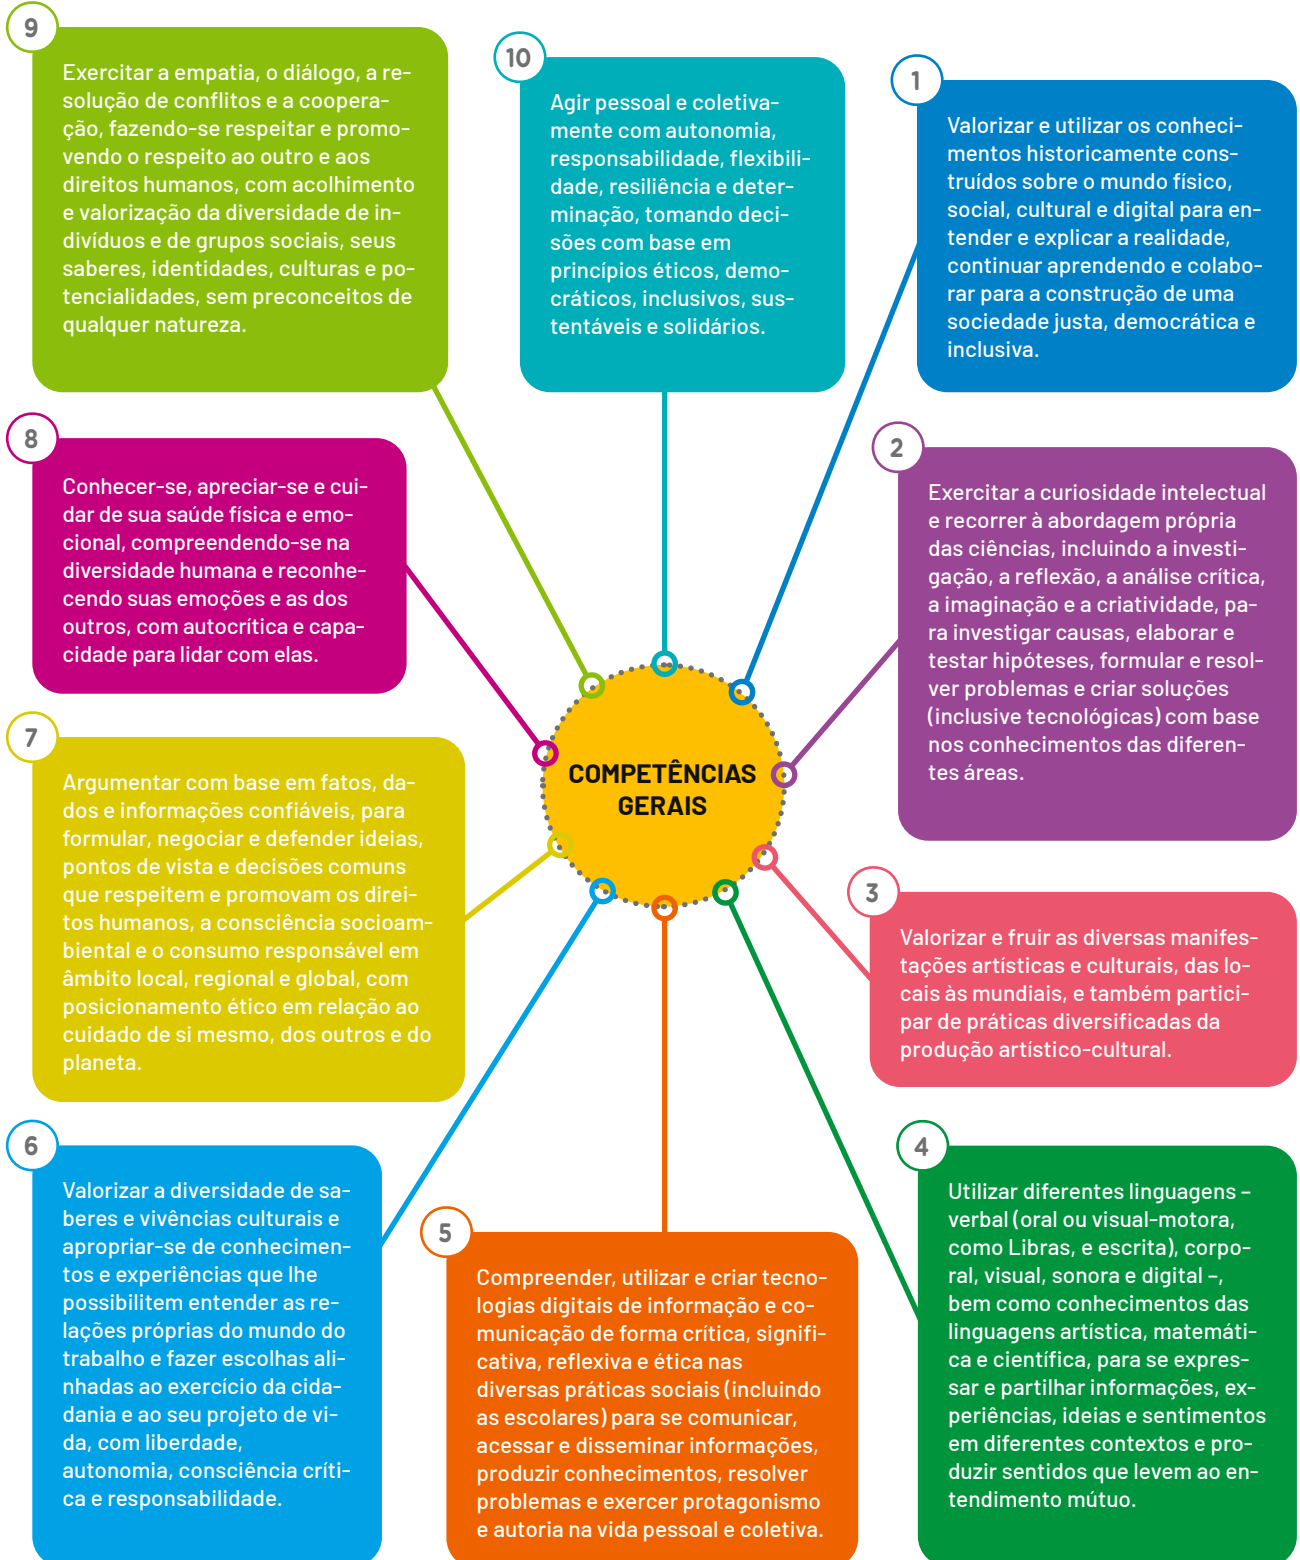 9
Exercitar a empatia, o diálogo, a re-
solução de conflitos e a coopera-
ção, fazendo-se respeitar e promo-
vendo o respeito ao outro e aos
direitos humanos, com acolhimento
e valorização da diversidade de in-
divíduos e de grupos sociais, seus
saberes, identidades, culturas e po-
tencialidades, sem preconceitos de
qualquer natureza.
10
Agir pessoal e coletiva-
mente com autonomia,
responsabilidade, flexibili-
dade, resiliência e deter-
minação, tomando deci-
sões com base em
princípios éticos, demo-
cráticos, inclusivos, sus-
tentáveis e solidários.
1
Valorizar e utilizar os conheci-
mentos historicamente cons-
truídos sobre o mundo físico,
social, cultural e digital para en-
tender e explicar a realidade,
continuar aprendendo e colabo-
rar para a construção de uma
sociedade justa, democrática e
inclusiva.
8
Conhecer-se, apreciar-se e cui-
dar de sua saúde física e emo-
cional, compreendendo-se na
diversidade humana e reconhe-
cendo suas emoções e as dos
outros, com autocrítica e capa-
cidade para lidar com elas.
2
Exercitar a curiosidade intelectual
e recorrer à abordagem própria
das ciências, incluindo a investi-
gação, a reflexão, a análise crítica,
a imaginação e a criatividade, pa-
ra investigar causas, elaborar e
testar hipóteses, formular e resol-
ver problemas e criar soluções
(inclusive tecnológicas) com base
nos conhecimentos das diferen-
tes áreas.
COMPETÊNCIAS
GERAIS
7
Argumentar com base em fatos, da-
dos e informações confiáveis, para
formular, negociar e defender ideias,
pontos de vista e decisões comuns
que respeitem e promovam os direi-
tos humanos, a consciência socioam-
biental e o consumo responsável em
âmbito local, regional e global, com
posicionamento ético em relação ao
cuidado de si mesmo, dos outros e do
planeta.
3
Valorizar e fruir as diversas manifes-
tações artísticas e culturais, das lo-
cais às mundiais, e também partici-
par de práticas diversificadas da
produção artístico-cultural.
6
Valorizar a diversidade de sa-
beres e vivências culturais e
apropriar-se de conhecimen-
tos e experiências que lhe
possibilitem entender as re-
lações próprias do mundo do
trabalho e fazer escolhas ali-
nhadas ao exercício da cida-
dania e ao seu projeto de vi-
da, com liberdade,
autonomia, consciência críti-
ca e responsabilidade.
5
Compreender, utilizar e criar tecno-
logias digitais de informação e co-
municação de forma crítica, signifi-
cativa, reflexiva e ética nas
diversas práticas sociais (incluindo
as escolares) para se comunicar,
acessar e disseminar informações,
produzir conhecimentos, resolver
problemas e exercer protagonismo
e autoria na vida pessoal e coletiva.
4
Utilizar diferentes linguagens –
verbal (oral ou visual-motora,
como Libras, e escrita), corpo-
ral, visual, sonora e digital –,
bem como conhecimentos das
linguagens artística, matemáti-
ca e científica, para se expres-
sar e partilhar informações, ex-
periências, ideias e sentimentos
em diferentes contextos e pro-
duzir sentidos que levem ao en-
tendimento mútuo.